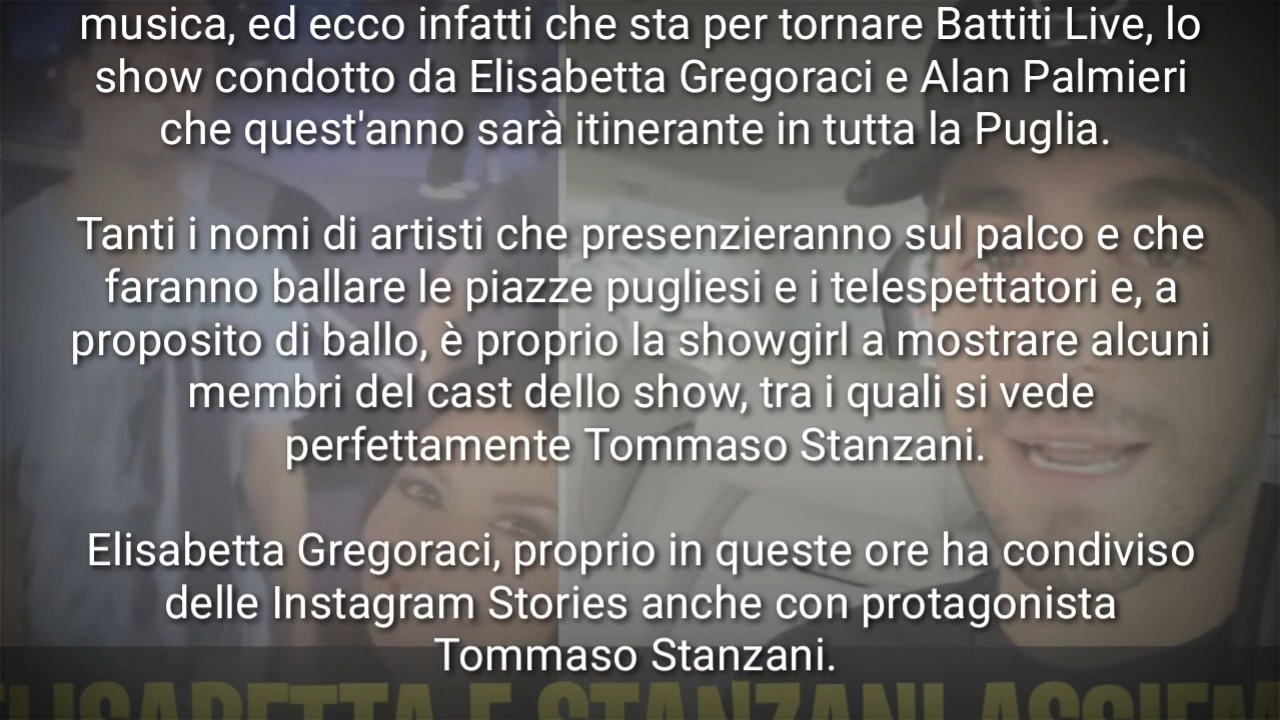 musica, ed ecco infatti che sta per tornare Battiti Live, lo
show condotto da Elisabetta Gregoraci e Alan Palmieri
che quest'anno sarà itinerante in tutta la Puglia.
Tanti i nomi di artisti che presenzieranno sul palco e che
faranno ballare le piazze pugliesi e i telespettatori e, a
proposito di ballo, è proprio la showgirl a mostrare alcuni
membri del cast dello show, tra i quali si vede
perfettamente Tommaso Stanzani.
Elisabetta Gregoraci, proprio in queste ore ha condiviso
delle Instagram Stories anche con protagonista
Tommaso Stanzani.
ELISABETTA E STANZANI ASSIEM